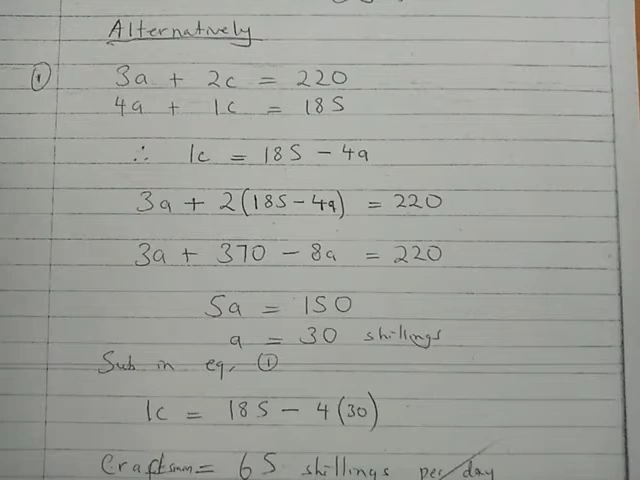 Alternatively
① 3a + 2c = 220
4a + 1c = 185
∴ 1c = 185 - 4a
3a + 2(185-4a) = 220
3a + 370 - 8a = 220
5a = 150
a = 30 shillings
Sub in eq, ①
1c = 185 - 4(30)
Craftsman = 65 shillings per/day